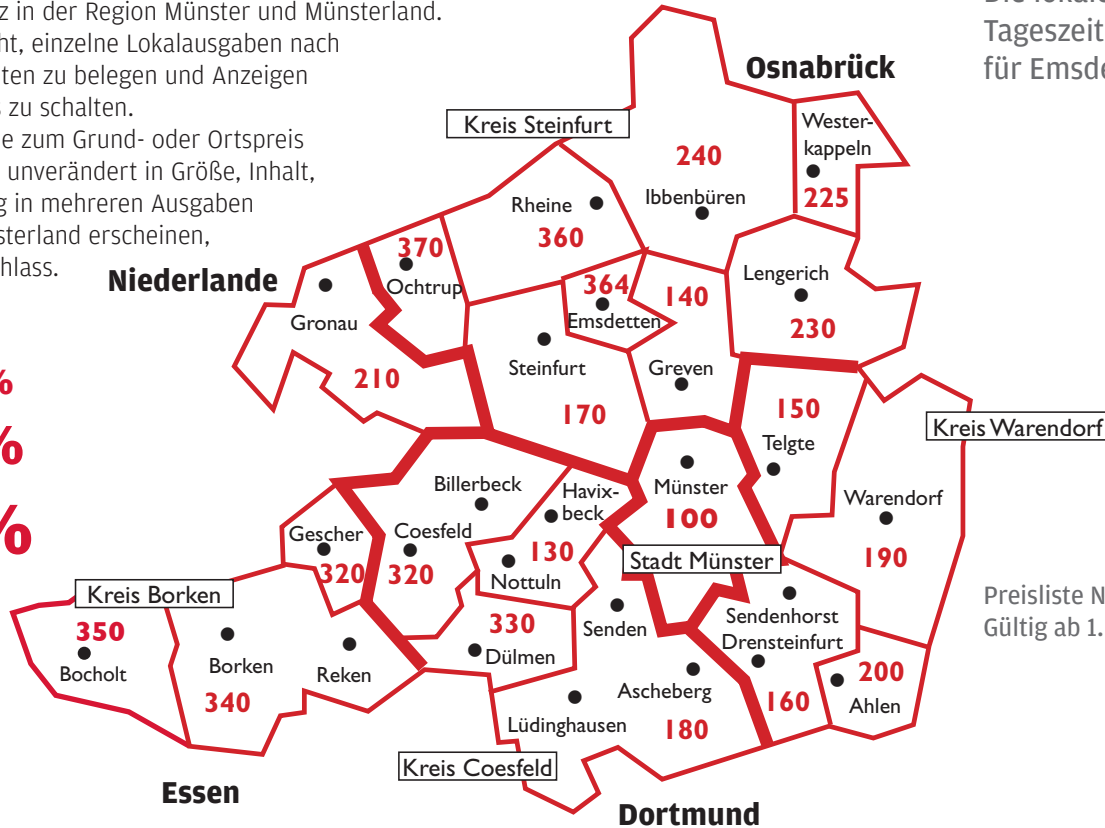 z in der Region Münster und Münsterland.
ht, einzelne Lokalausgaben nach
ten zu belegen und Anzeigen
zu schalten.
e zum Grund- oder Ortspreis
unverändert in Größe, Inhalt,
g in mehreren Ausgaben
sterland erscheinen,
chlass.
%
%
%
Tageszeit
für Emsde
Osnabrück
Kreis Steinfurt
Wester-
kappeln
225
240
Ibbenbüren
Rheine
360
370
Ochtrup
Niederlande
Gronau
210
364
Emsdetten
140
Lengerich
230
Steinfurt
170
Greven
150
Telgte
Kreis Warendorf
Warendorf
190
Billerbeck
Havix-
beck
Münster
100
Stadt Münster
Gescher
320
Coesfeld
320
130
Nottuln
Kreis Borken
350
Bocholt
Borken
340
Reken
330
Dülmen
Senden
Sendenhorst
Drensteinfurt
160
200
Ahlen
Ascheberg
180
Lüdinghausen
Kreis Coesfeld
Essen
Dortmund
Preisliste N
Gültig ab 1.